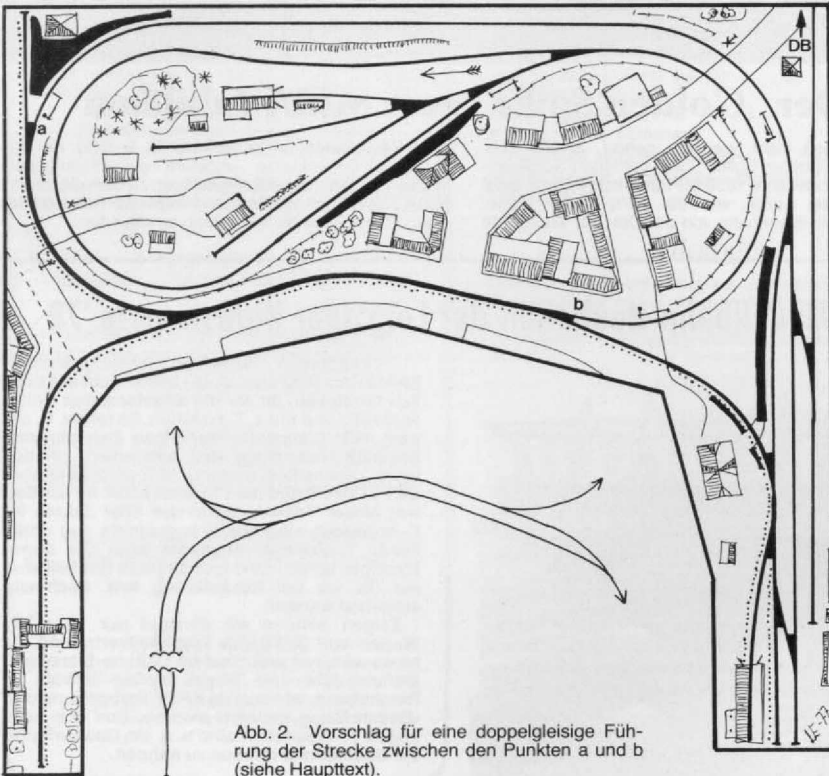 DB
a
b
Abb. 2. Vorschlag für eine doppelgleisige Füh-
rung der Strecke zwischen den Punkten a und b
(siehe Haupttext).